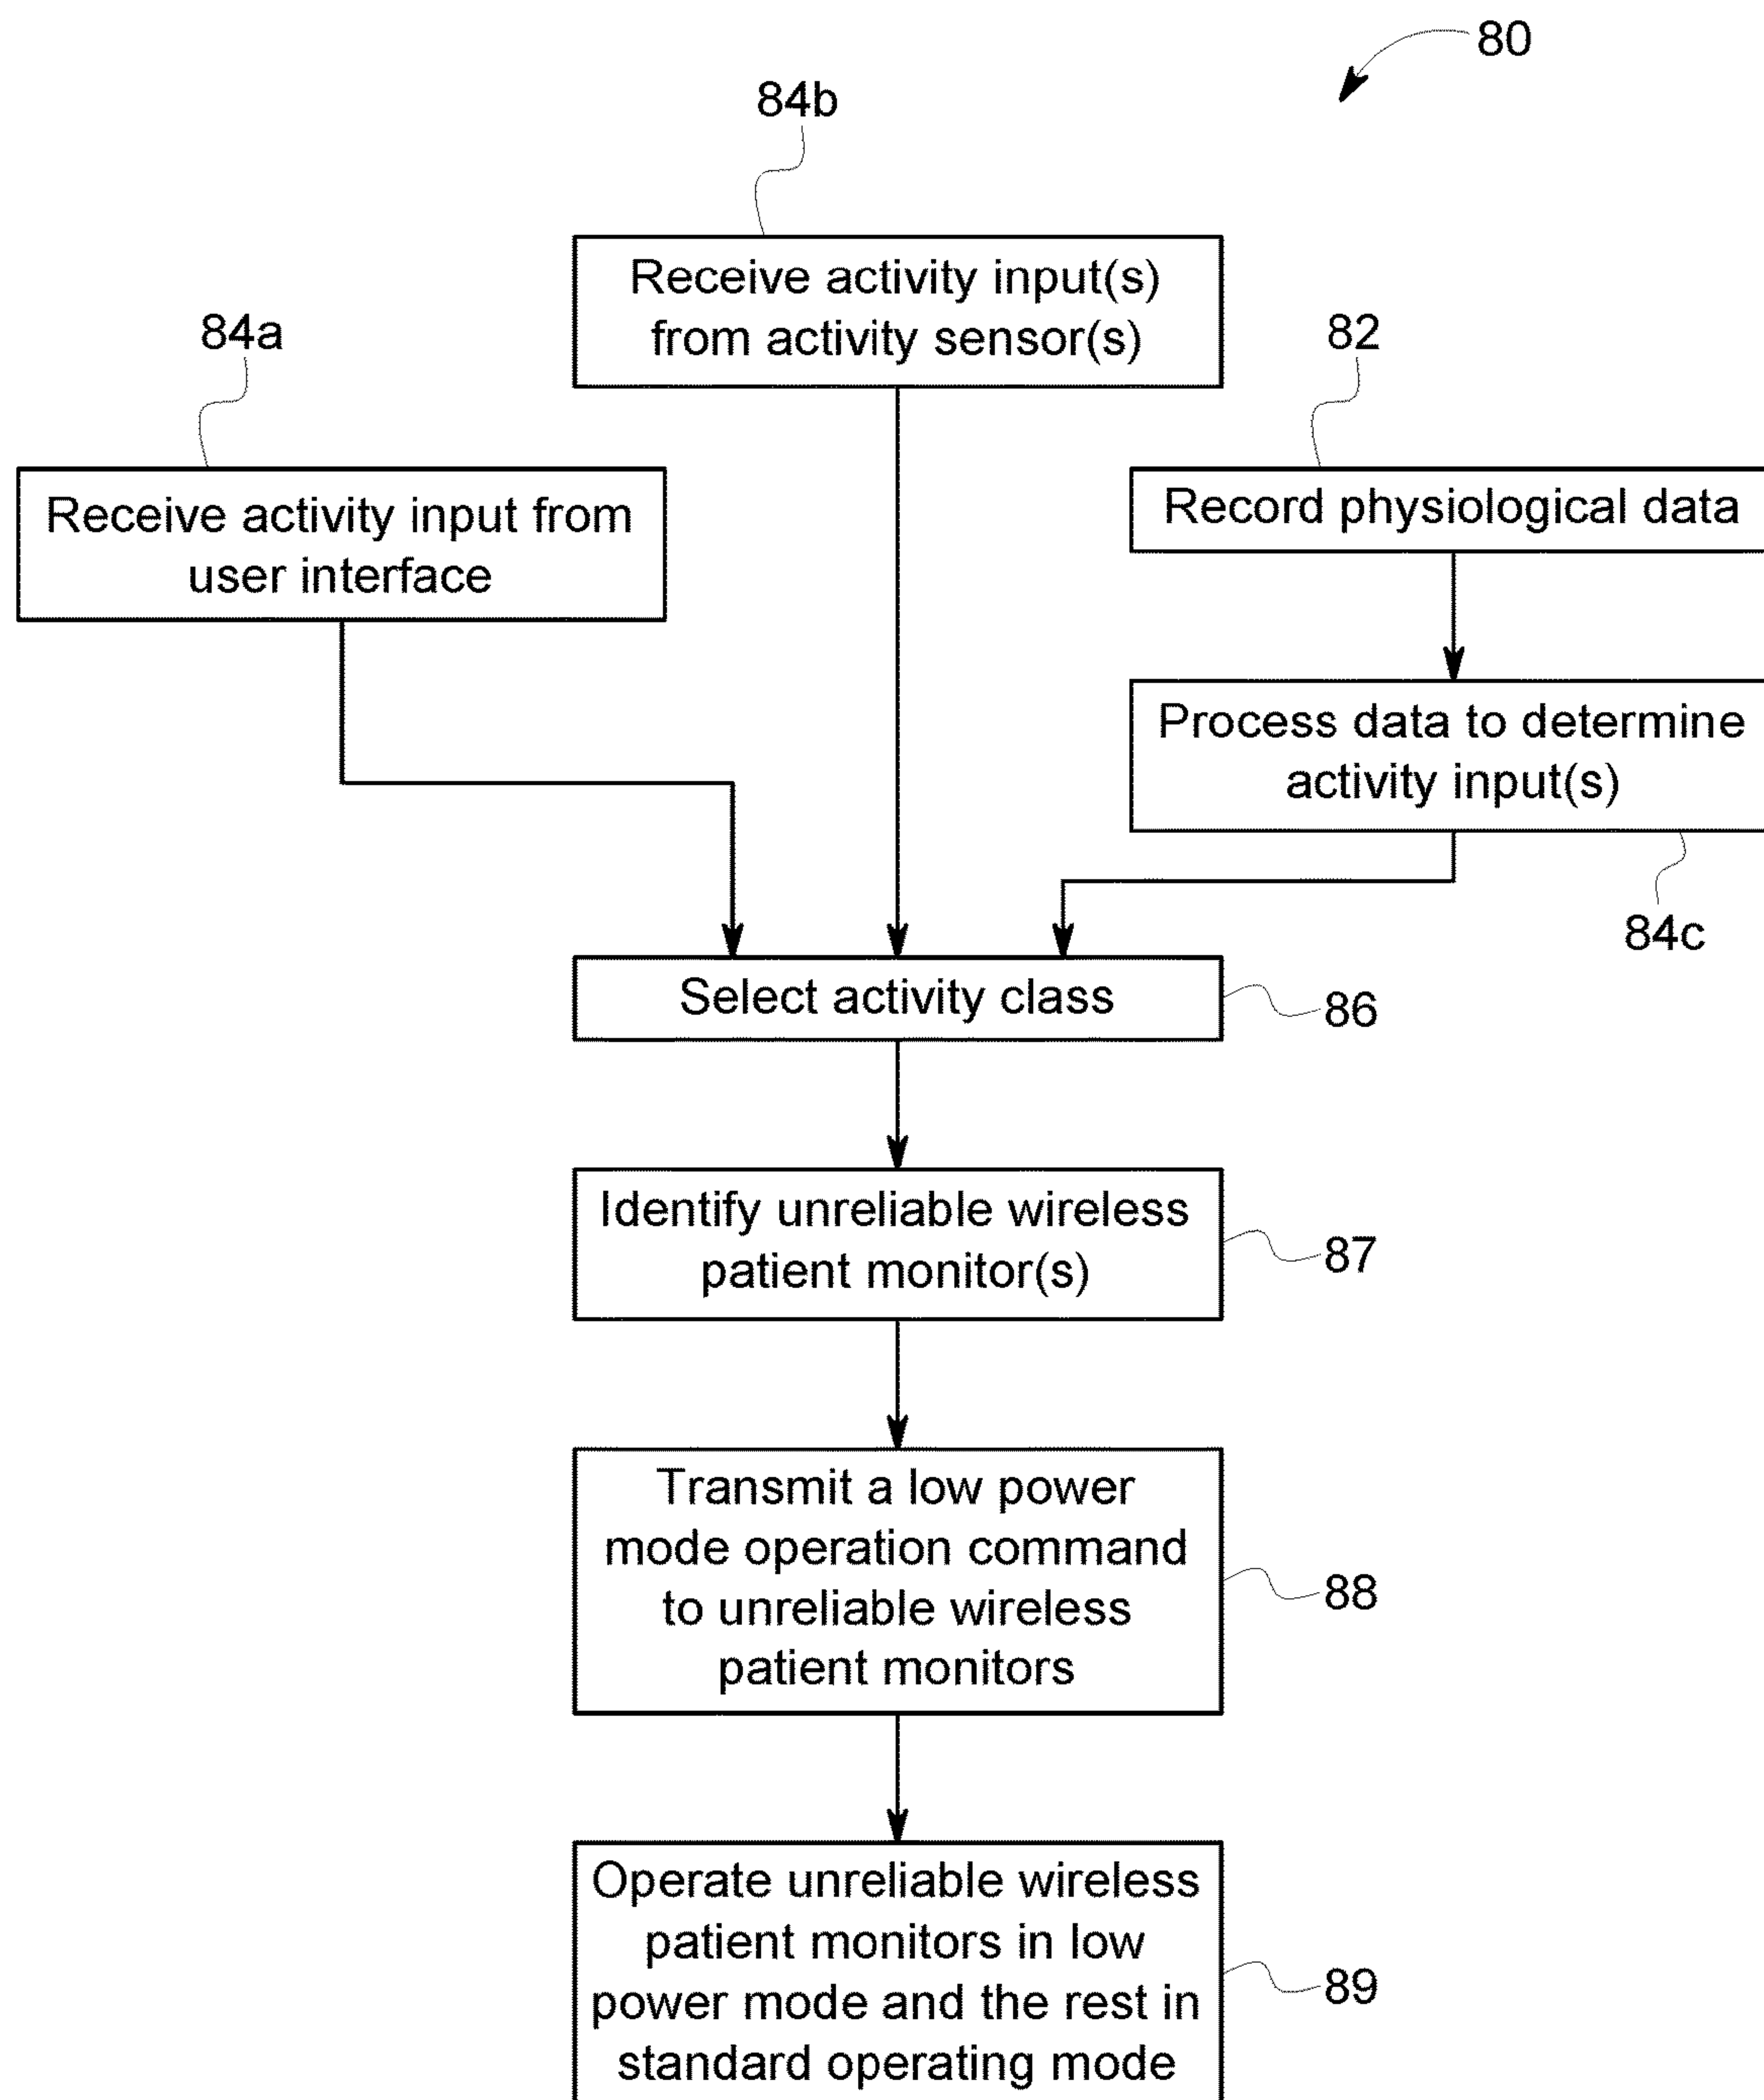 80
84b
Receive activity input(s)
from activity sensor(s)
84a
82
Receive activity input from
user interface
Record physiological data
Process data to determine
activity input(s)
84c
Select activity class
86
Identify unreliable wireless
patient monitor(s)
87
Transmit a low power
mode operation command
to unreliable wireless
patient monitors
88
Operate unreliable wireless
patient monitors in low
power mode and the rest in
standard operating mode
89